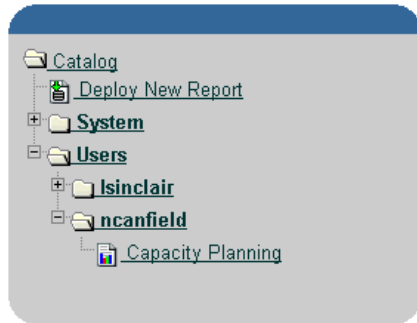 Catalog
Deploy New Report
System
Users
lsinclair
ncanfield
Capacity Planning